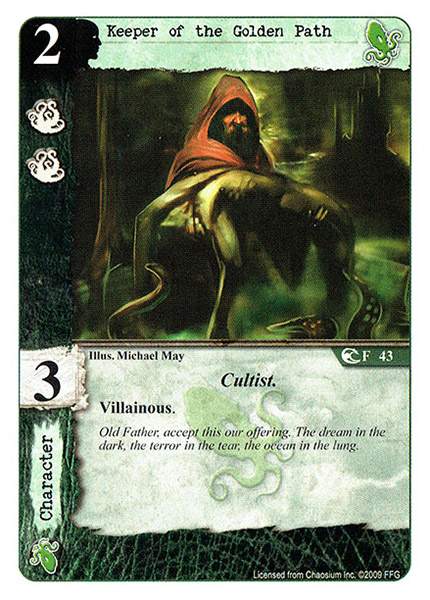 2
Keeper of the Golden Path
Illus. Michael May
F 43
3
Cultist.
Villainous.
Old Father, accept this our offering. The dream in the
dark, the terror in the tear, the ocean in the lung.
Character
Licensed from Chaosium Inc. ©2009 FFG